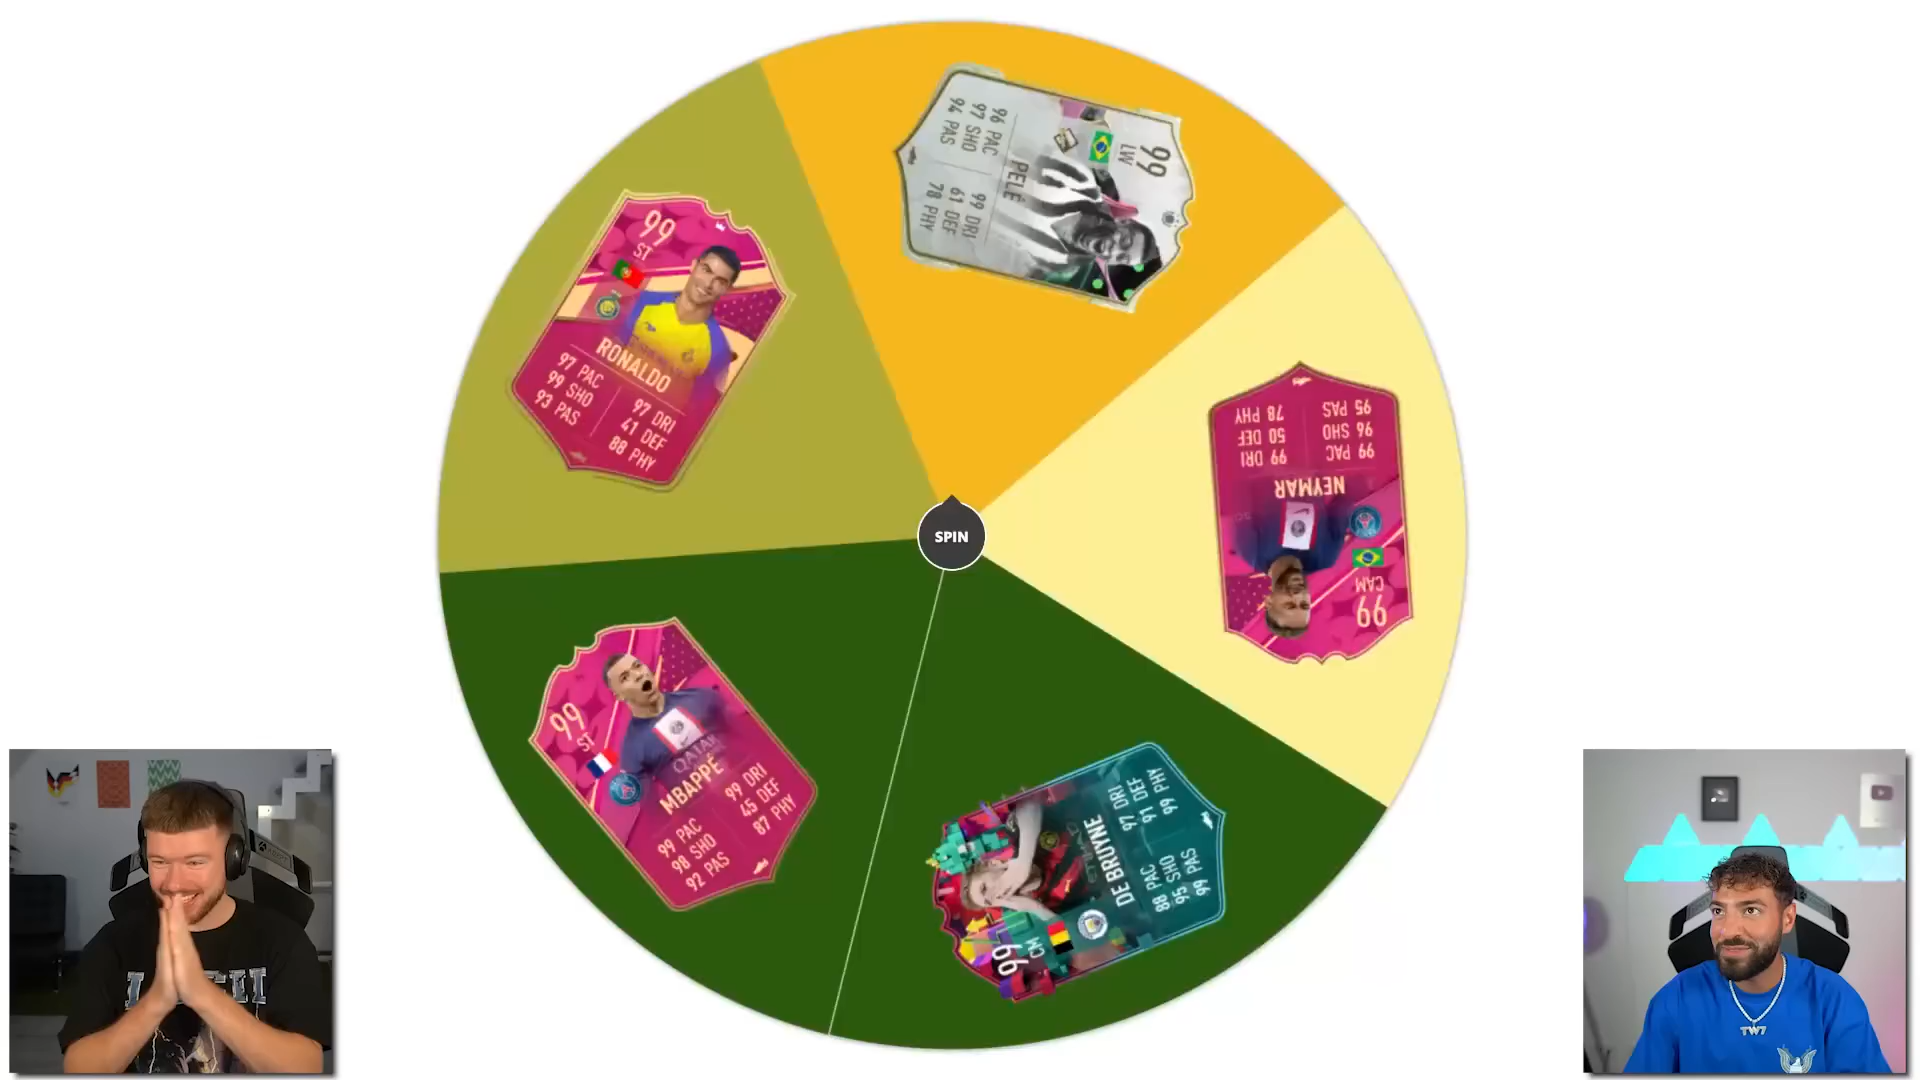 99
LW
PELÉ
96 PAC
97 SHO
94 PAS
99 DRI
61 DEF
78 PHY
99
ST
RONALDO
97 PAC
99 SHO
93 PAS
97 DRI
41 DEF
88 PHY
99
CAM
NEYMAR
99 PAC
96 SHO
95 PAS
99 DRI
50 DEF
78 PHY
SPIN
99
ST
QATAR
MBAPPÉ
99 PAC
98 SHO
92 PAS
99 DRI
45 DEF
87 PHY
99
CM
DE BRUYNE
88 PAC
95 SHO
99 PAS
97 DRI
91 DEF
99 PHY
TW7